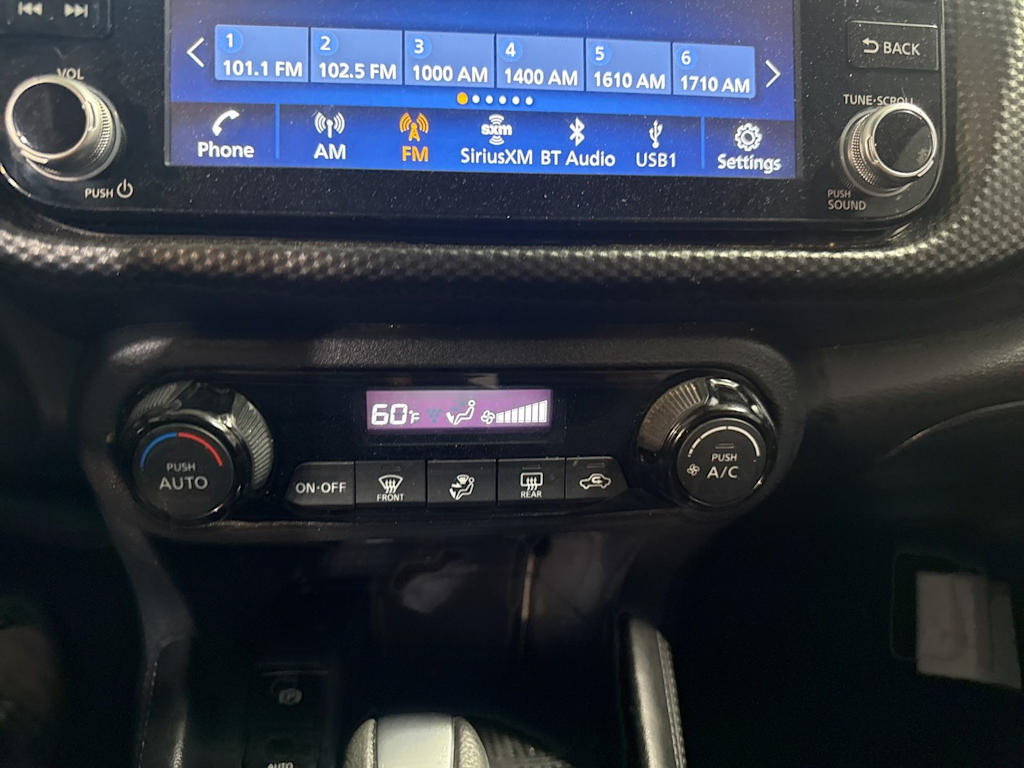 1 2 3 4 5 6
101.1 FM 102.5 FM 1000 AM 1400 AM 1610 AM 1710 AM
BACK
VOL
TUNE·SCROLL
Phone AM FM sxm SiriusXM BT Audio USB1 Settings
PUSH
PUSH
SOUND
60°F
PUSH
AUTO
ON·OFF
FRONT
REAR
PUSH
A/C
P
AUTO